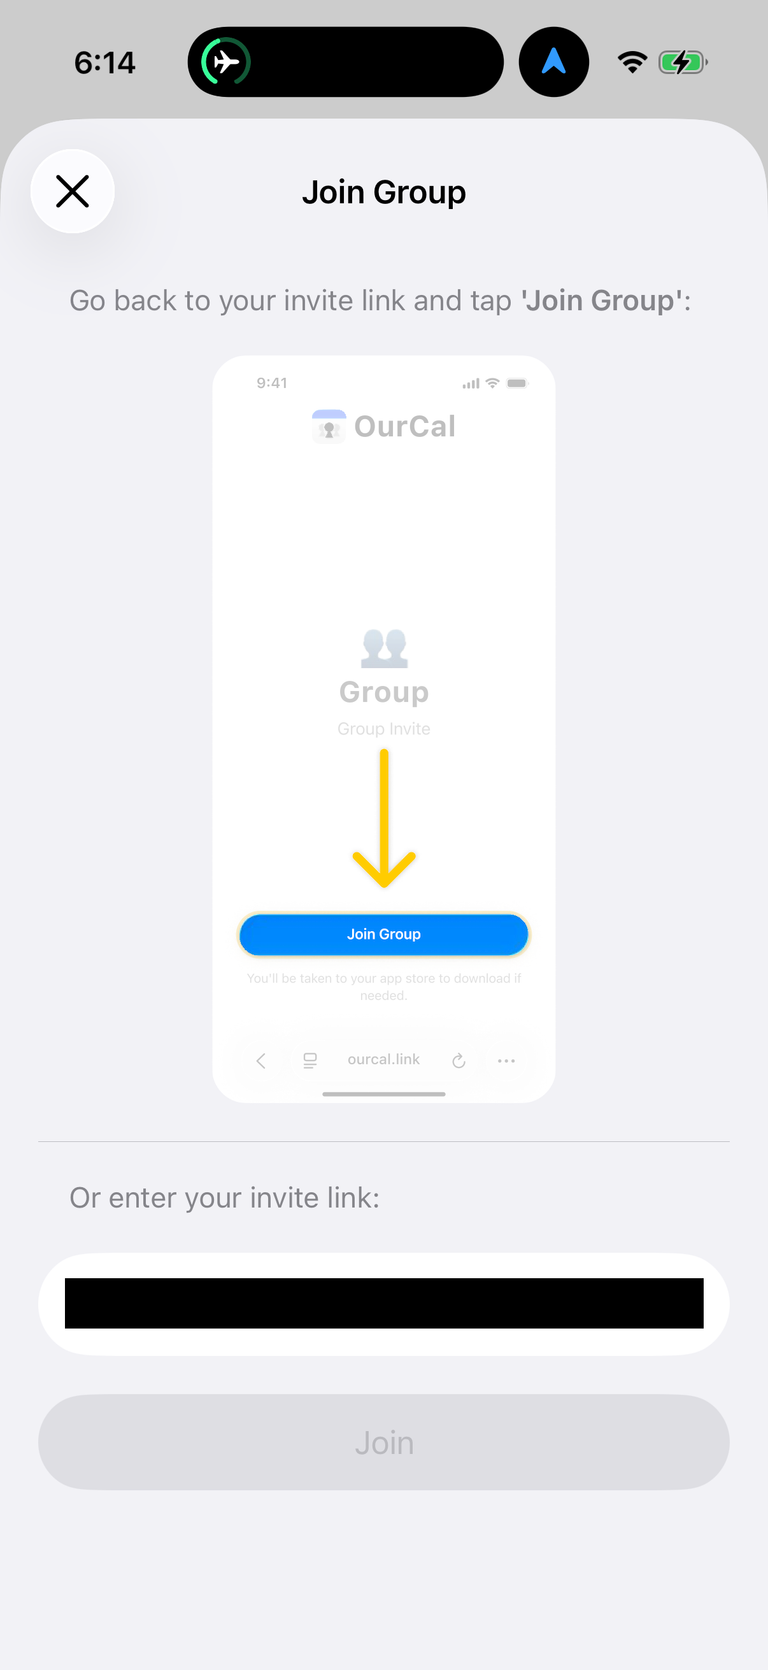 6:14
Join Group
Go back to your invite link and tap 'Join Group':
9:41
OurCal
Group
Group Invite
Join Group
You'll be taken to your app store to download if
needed.
ourcal.link
Or enter your invite link:
Join